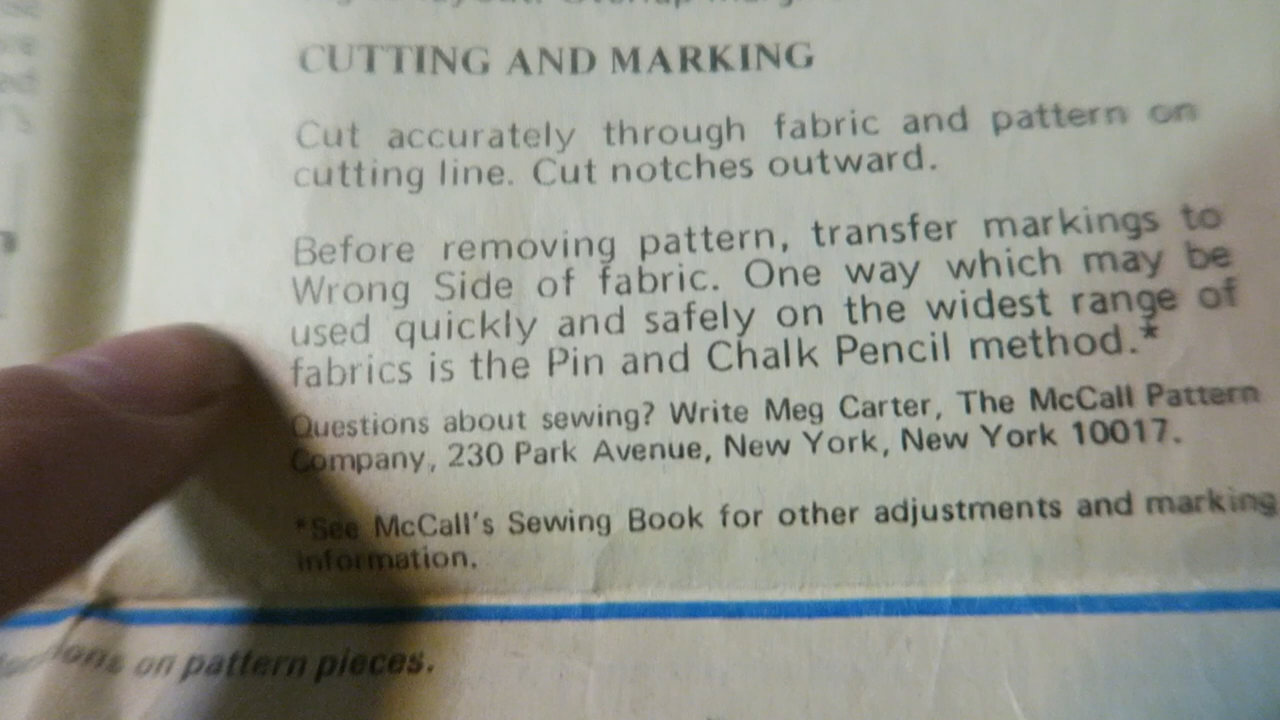 CUTTING AND MARKING
Cut accurately through fabric and pattern on
cutting line. Cut notches outward.
Before removing pattern, transfer markings to
Wrong Side of fabric. One way which may be
used quickly and safely on the widest range of
fabrics is the Pin and Chalk Pencil method.*
Questions about sewing? Write Meg Carter, The McCall Pattern
Company, 230 Park Avenue, New York, New York 10017.
*See McCall's Sewing Book for other adjustments and marking
information.
on pattern pieces.